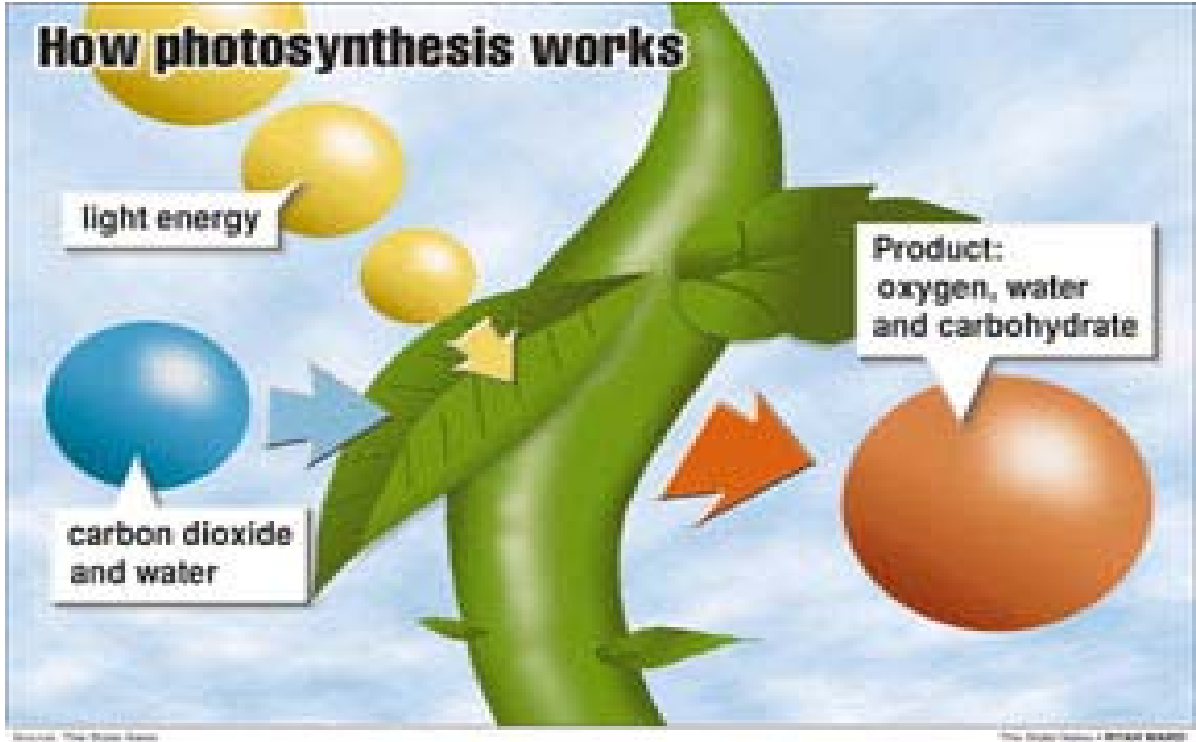 How photosynthesis works
light energy
Product:
oxygen, water
and carbohydrate
carbon dioxide
and water